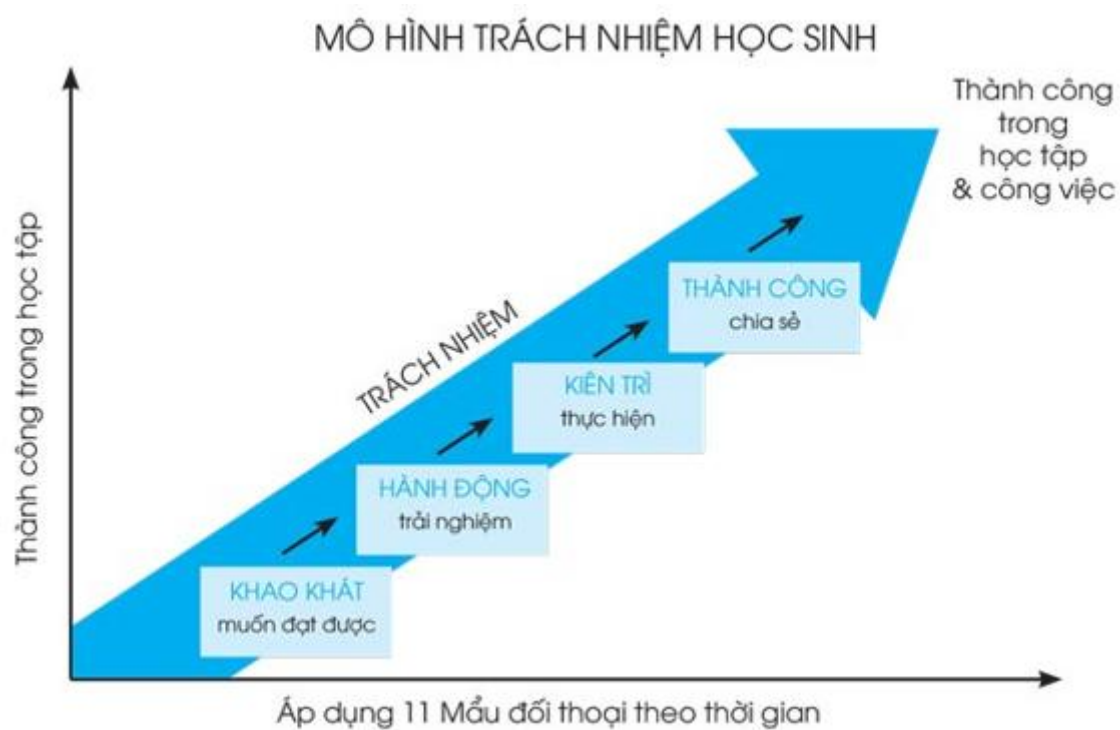 MÔ HÌNH TRÁCH NHIỆM HỌC SINH
Thành công
trong
học tập
& công việc
Thành công trong học tập
TRÁCH NHIỆM
THÀNH CÔNG
chia sẻ
KIÊN TRÌ
thực hiện
HÀNH ĐỘNG
trải nghiệm
KHAO KHÁT
muốn đạt được
Áp dụng 11 Mẩu đối thoại theo thời gian